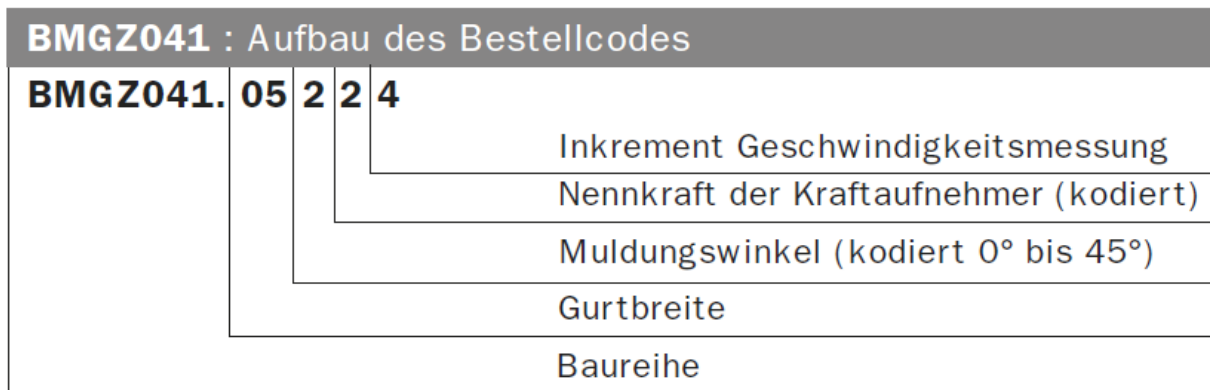 BMGZ041 : Aufbau des Bestellcodes
BMGZ041. 05 2 2 4
Inkrement Geschwindigkeitsmessung
Nennkraft der Kraftaufnehmer (kodiert)
Muldungswinkel (kodiert 0° bis 45°)
Gurtbreite
Baureihe